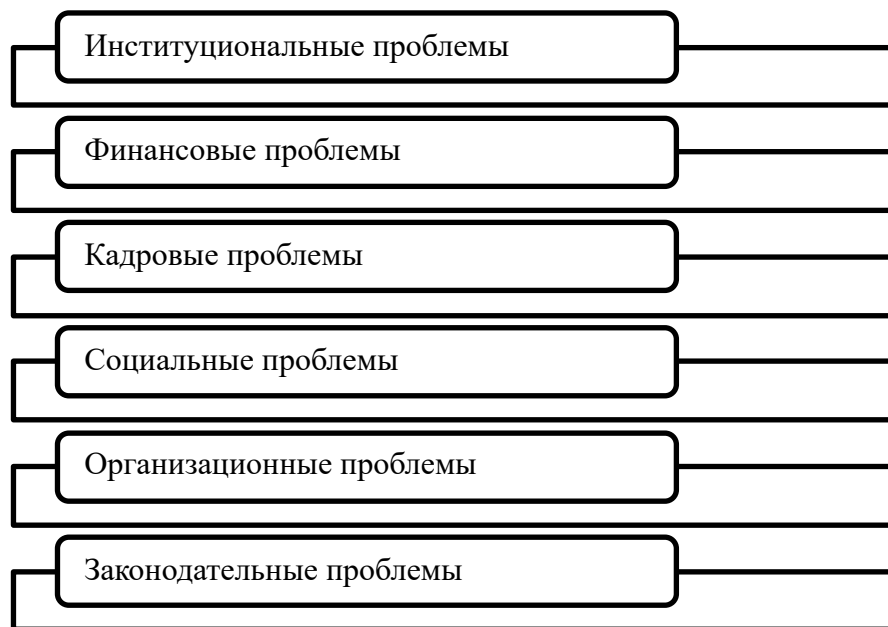 Институциональные проблемы
Финансовые проблемы
Кадровые проблемы
Социальные проблемы
Организационные проблемы
Законодательные проблемы